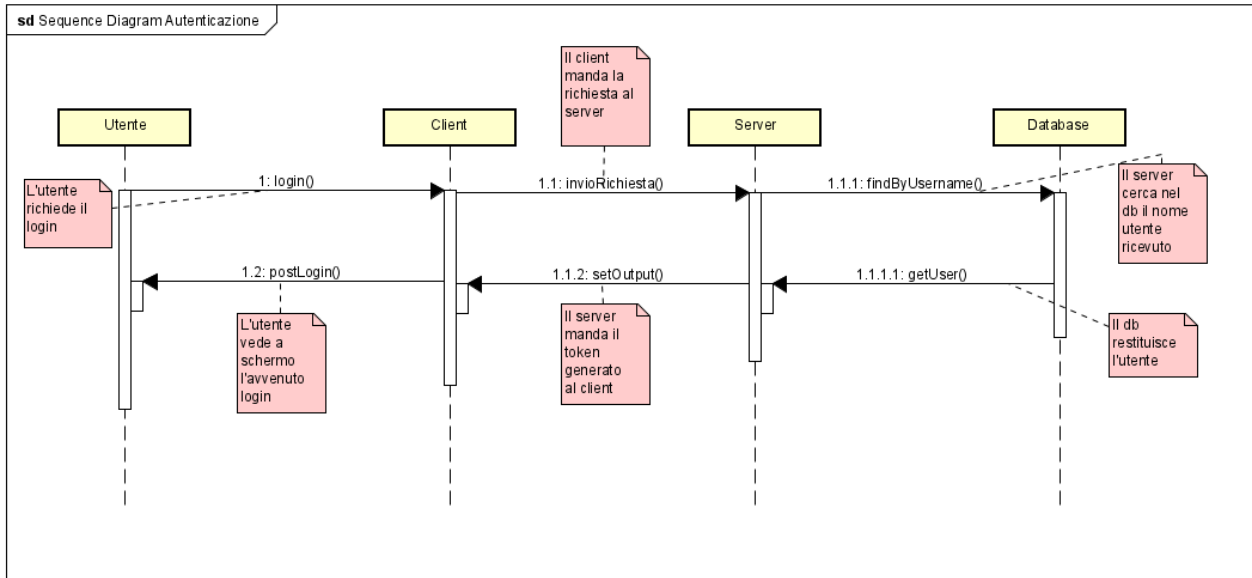 sd Sequence Diagram Autenticazione
Il client
manda la
richiesta al
server
Utente
Client
Server
Database
L'utente
richiede il
login
1: login()
1.1: invioRichiesta()
1.1.1: findByUsername()
Il server
cerca nel
db il nome
utente
ricevuto
1.2: postLogin()
1.1.2: setOutput()
1.1.1.1: getUser()
L'utente
vede a
schermo
l'avvenuto
login
Il server
manda il
token
generato
al client
Il db
restituisce
l'utente